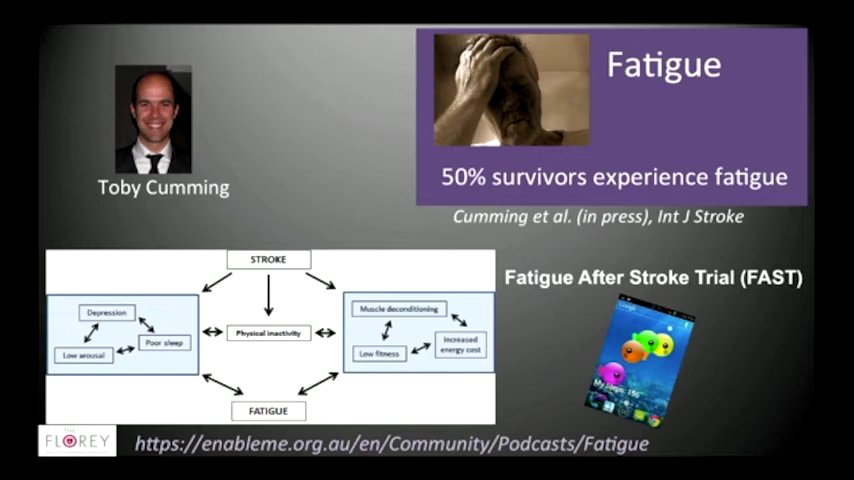 Fatigue
50% survivors experience fatigue
Toby Cumming
Cumming et al. (in press), Int J Stroke
STROKE
Depression
Poor sleep
Low arousal
Physical inactivity
Muscle deconditioning
Increased
energy cost
Low fitness
FATIGUE
Fatigue After Stroke Trial (FAST)
Google
THE
FLOREY
https://enableme.org.au/en/Community/Podcasts/Fatigue